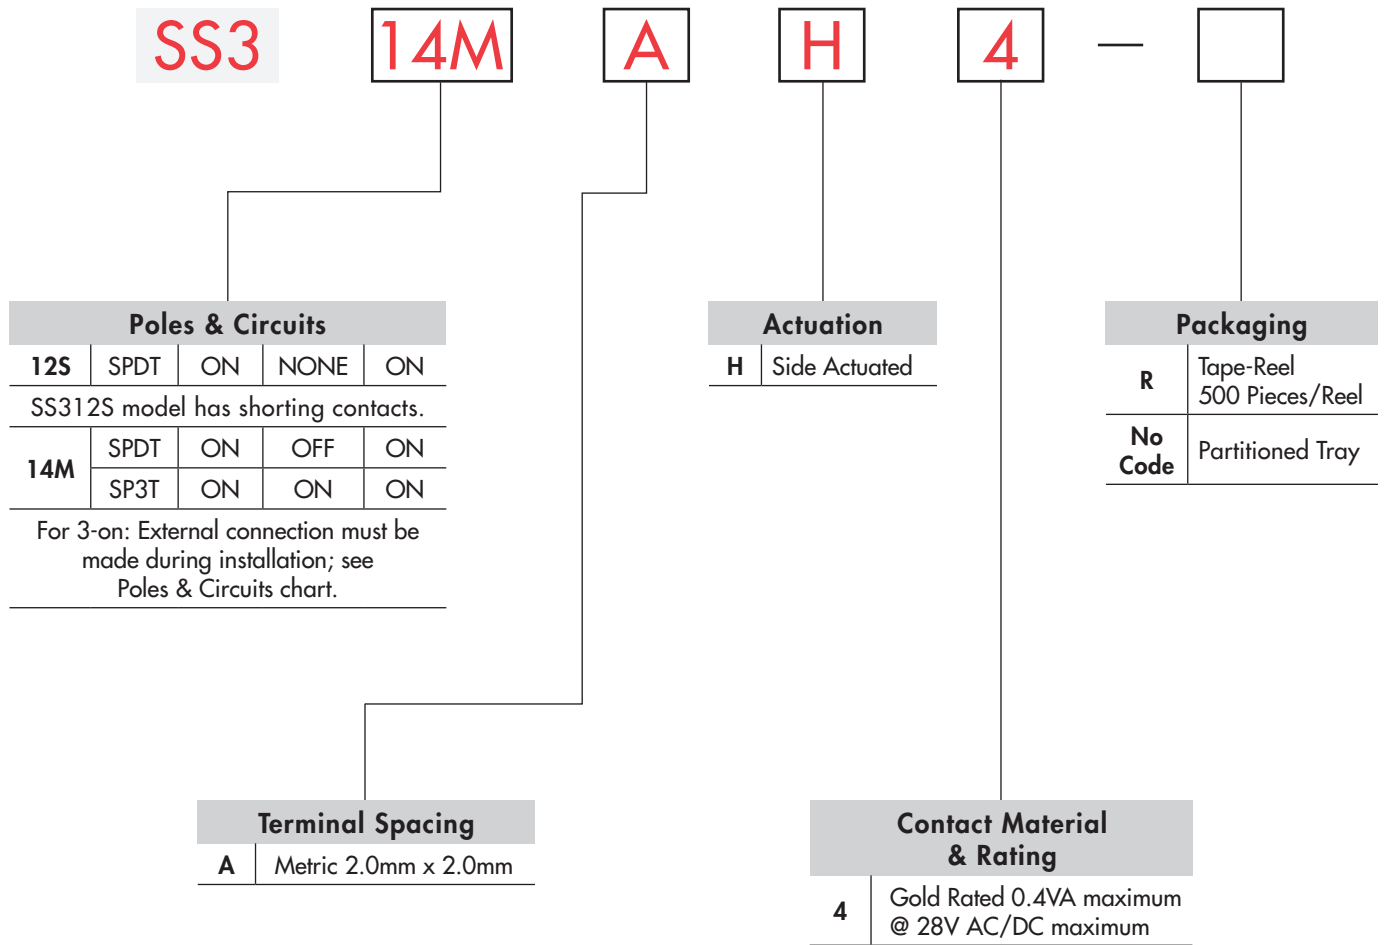 SS3 14M A H 4 —
Poles & Circuits
12S SPDT ON NONE ON
SS312S model has shorting contacts.
14M SPDT ON OFF ON
SP3T ON ON ON
For 3-on: External connection must be
made during installation; see
Poles & Circuits chart.
Actuation
H Side Actuated
Packaging
R Tape-Reel
500 Pieces/Reel
No
Code Partitioned Tray
Terminal Spacing
A Metric 2.0mm x 2.0mm
Contact Material
& Rating
4 Gold Rated 0.4VA maximum
@ 28V AC/DC maximum